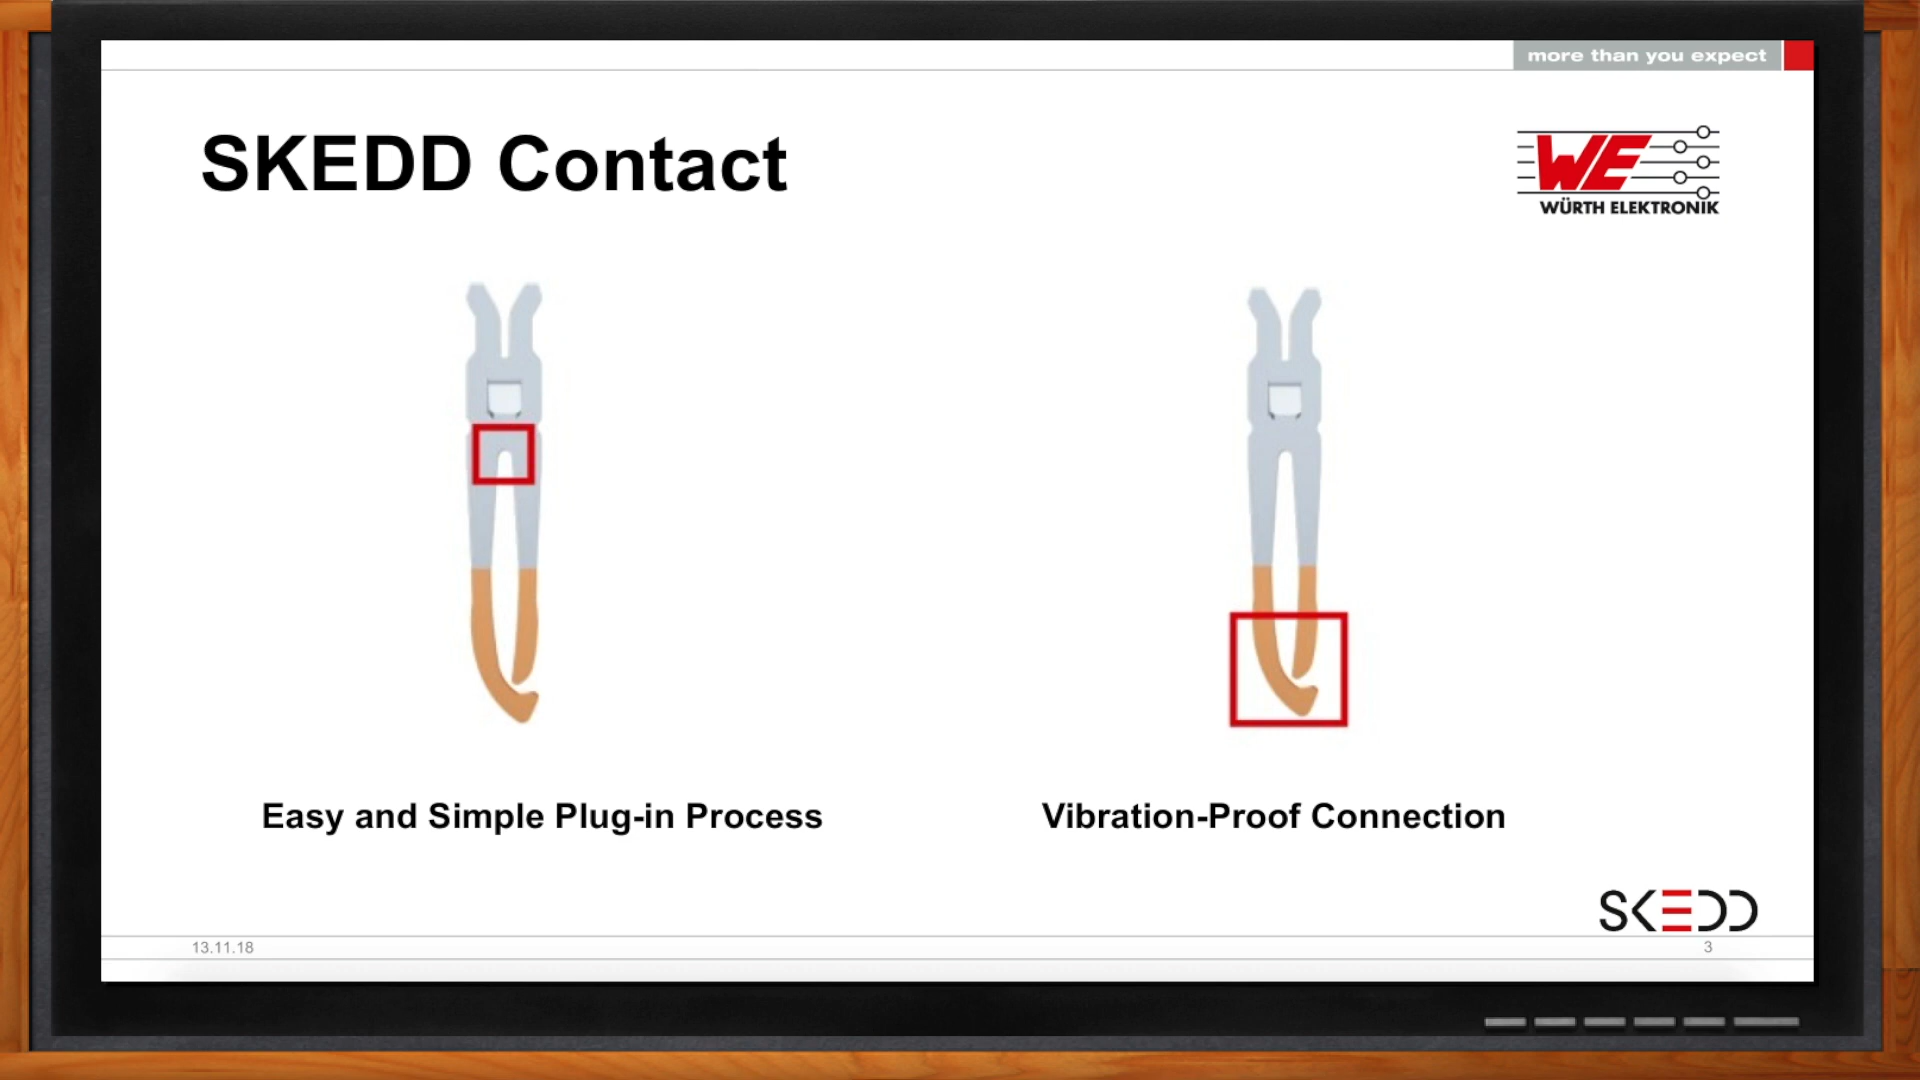 more than you expect
SKEDD Contact
WE
WÜRTH ELEKTRONIK
Easy and Simple Plug-in Process
Vibration-Proof Connection
SKEDD
13.11.18
3